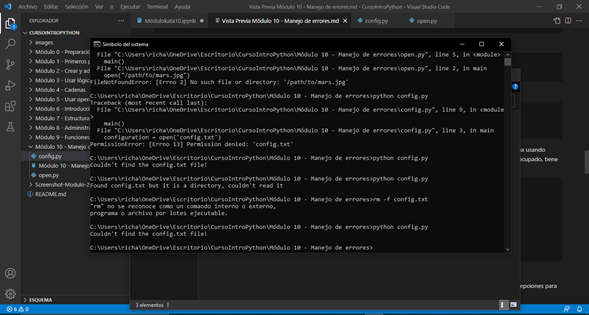 Archivo Editar Selección Ver Ir Ejecutar Terminal Ayuda
Vista Previa Módulo 10 - Manejo de errores.md - CursoIntroPython - Visual Studio Code
EXPLORADOR
Módulokata10.ipynb
Vista Previa Módulo 10 - Manejo de errores.md
config.py
open.py
CURSOINTROPYTHON
images
Módulo 0 - Preparació
Módulo 1 - Primeros p
Módulo 2 - Crear y ad
Módulo 3 - Usar lógic
Módulo 4 - Cadenas
Módulo 5 - Usar oper
Módulo 6 - Introducc
Módulo 7 - Estructura
Módulo 8 - Administra
Módulo 9 - Funciones
Módulo 10 - Manejo d
config.py
Módulo 10 - Manejo
open.py
Screenshot-Modulo-2
README.md
ESQUEMA
Símbolo del sistema
File "C:\Users\richa\OneDrive\Escritorio\CursoIntroPython\Módulo 10 - Manejo de errores\open.py", line 5, in <module>
main()
File "C:\Users\richa\OneDrive\Escritorio\CursoIntroPython\Módulo 10 - Manejo de errores\open.py", line 2, in main
open("/path/to/mars.jpg")
FileNotFoundError: [Errno 2] No such file or directory: '/path/to/mars.jpg'
C:\Users\richa\OneDrive\Escritorio\CursoIntroPython\Módulo 10 - Manejo de errores>python config.py
Traceback (most recent call last):
File "C:\Users\richa\OneDrive\Escritorio\CursoIntroPython\Módulo 10 - Manejo de errores\config.py", line 9, in <module
>
main()
File "C:\Users\richa\OneDrive\Escritorio\CursoIntroPython\Módulo 10 - Manejo de errores\config.py", line 3, in main
configuration = open('config.txt')
PermissionError: [Errno 13] Permission denied: 'config.txt'
C:\Users\richa\OneDrive\Escritorio\CursoIntroPython\Módulo 10 - Manejo de errores>python config.py
Couldn't find the config.txt file!
C:\Users\richa\OneDrive\Escritorio\CursoIntroPython\Módulo 10 - Manejo de errores>python config.py
Found config.txt but it is a directory, couldn't read it
C:\Users\richa\OneDrive\Escritorio\CursoIntroPython\Módulo 10 - Manejo de errores>rm -f config.txt
"rm" no se reconoce como un comando interno o externo,
programa o archivo por lotes ejecutable.
C:\Users\richa\OneDrive\Escritorio\CursoIntroPython\Módulo 10 - Manejo de errores>python config.py
Couldn't find the config.txt file!
C:\Users\richa\OneDrive\Escritorio\CursoIntroPython\Módulo 10 - Manejo de errores>
a usando
ocupado, tiene
epciones para
3 elementos
6 0